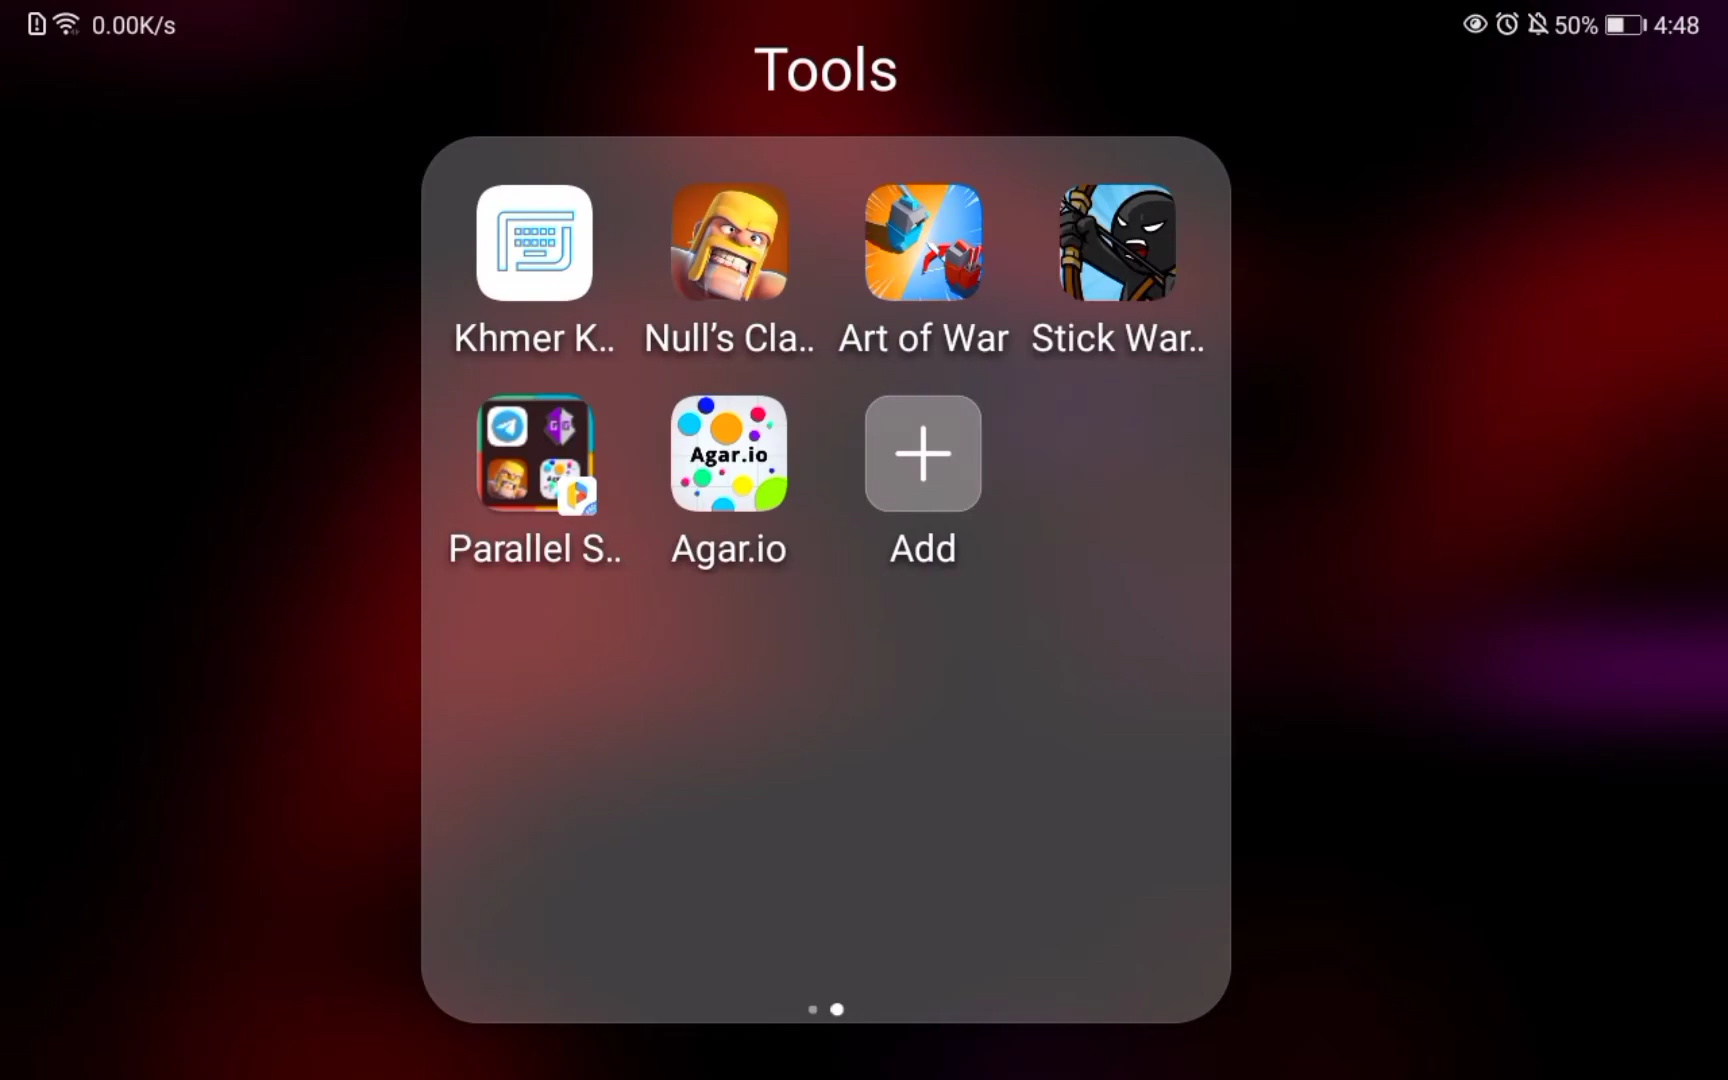 0.00K/s
50% 4:48
Tools
Khmer K.. Null’s Cla.. Art of War Stick War..
Agar.io
Parallel S.. Agar.io Add